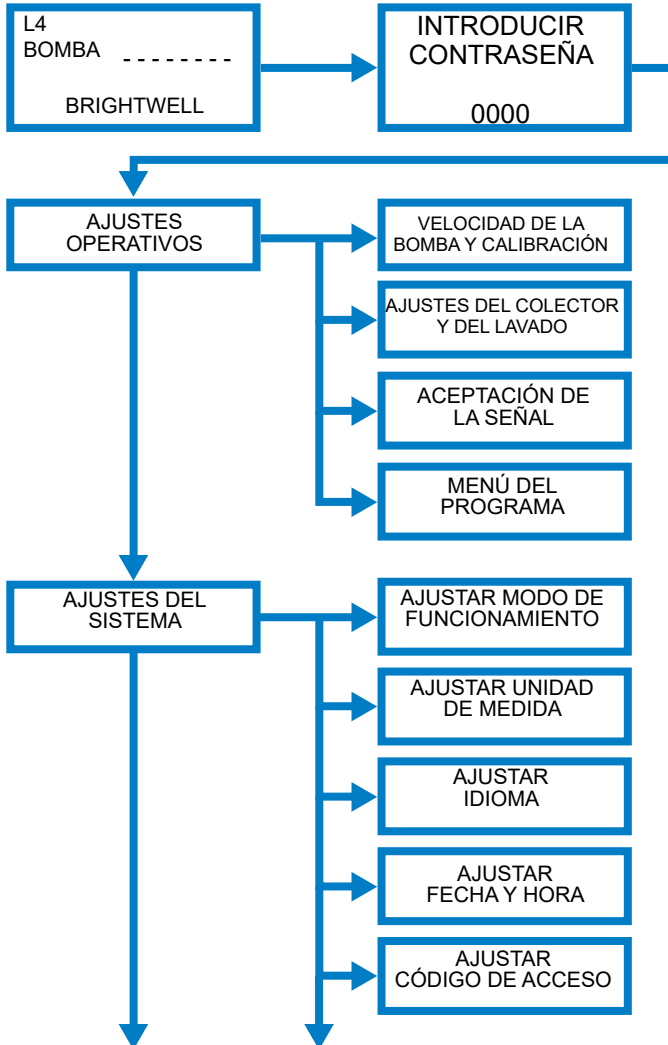 L4
BOMBA - - - - - - - -
BRIGHTWELL
INTRODUCIR
CONTRASEÑA
0000
AJUSTES
OPERATIVOS
VELOCIDAD DE LA
BOMBA Y CALIBRACIÓN
AJUSTES DEL COLECTOR
Y DEL LAVADO
ACEPTACIÓN DE
LA SEÑAL
MENÚ DEL
PROGRAMA
AJUSTES DEL
SISTEMA
AJUSTAR MODO DE
FUNCIONAMIENTO
AJUSTAR UNIDAD
DE MEDIDA
AJUSTAR
IDIOMA
AJUSTAR
FECHA Y HORA
AJUSTAR
CÓDIGO DE ACCESO